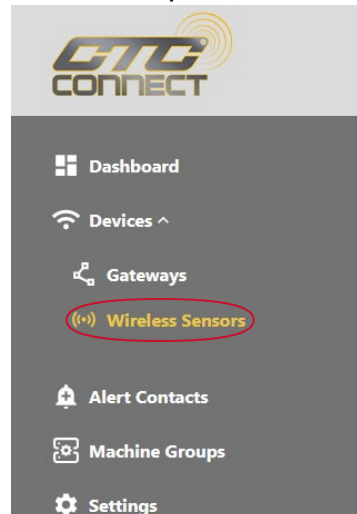 CTC
CONNECT
Dashboard
Devices ^
Gateways
Wireless Sensors
Alert Contacts
Machine Groups
Settings